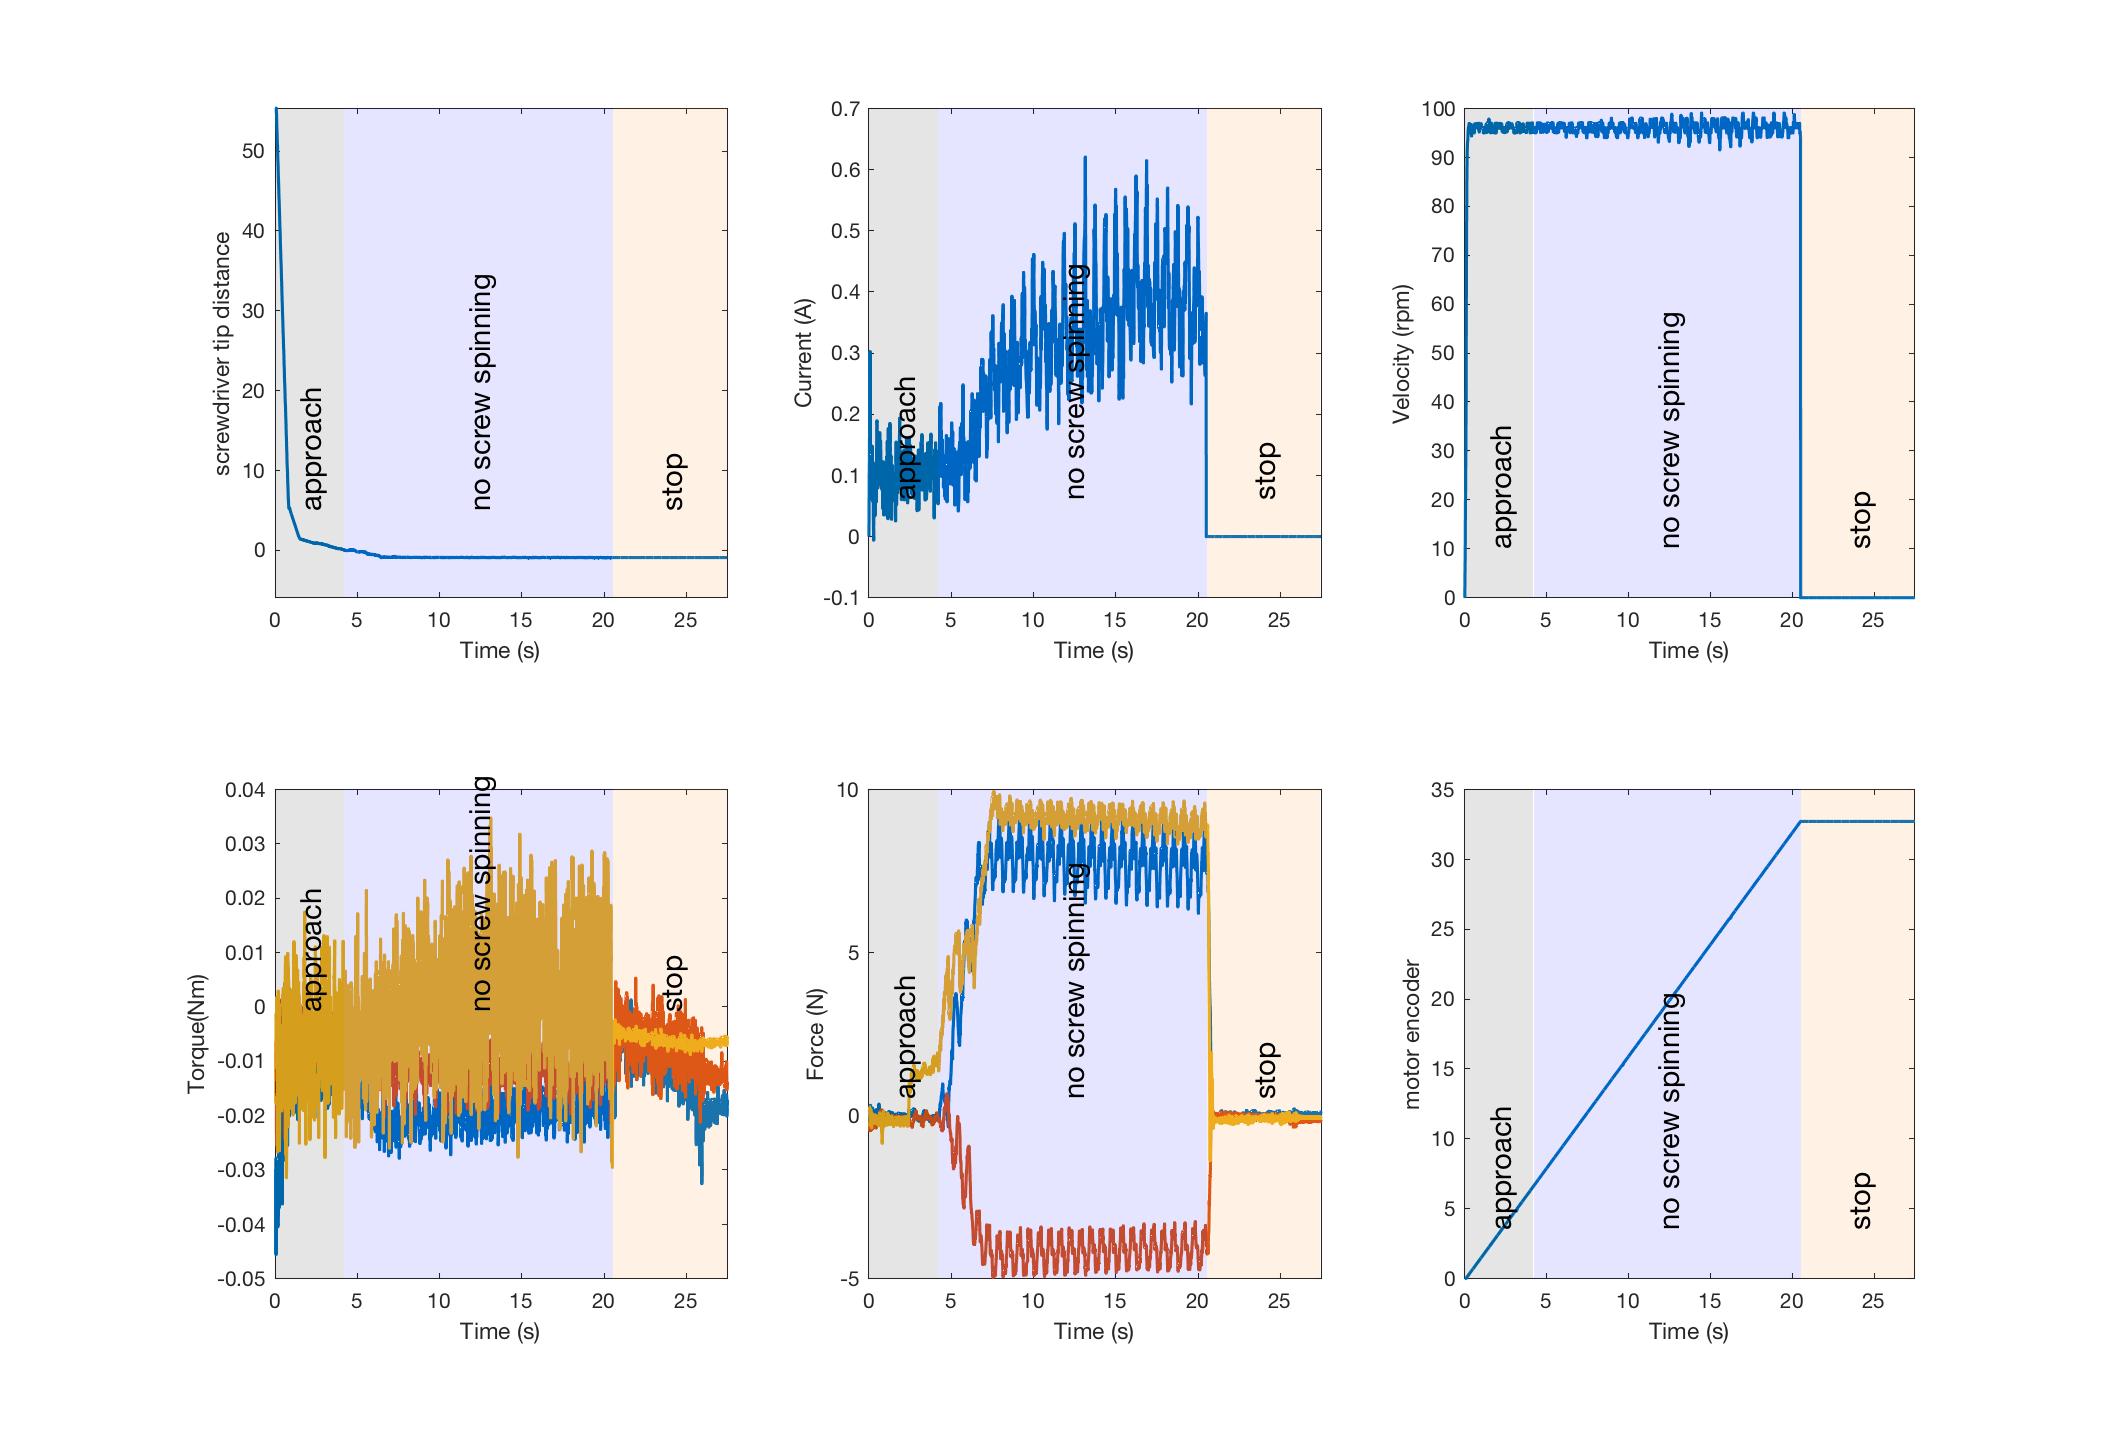 screwdriver tip distance
50
40
30
20
10
0
approach
no screw spinning
stop
0
5
10
15
20
25
Time (s)
Current (A)
0.7
0.6
0.5
0.4
0.3
0.2
0.1
0
-0.1
approach
no screw spinning
stop
0
5
10
15
20
25
Time (s)
Velocity (rpm)
100
90
80
70
60
50
40
30
20
10
0
approach
no screw spinning
stop
0
5
10
15
20
25
Time (s)
Torque(Nm)
0.04
0.03
0.02
0.01
0
-0.01
-0.02
-0.03
-0.04
-0.05
approach
no screw spinning
stop
0
5
10
15
20
25
Time (s)
Force (N)
10
5
0
-5
approach
no screw spinning
stop
0
5
10
15
20
25
Time (s)
motor encoder
35
30
25
20
15
10
5
0
approach
no screw spinning
stop
0
5
10
15
20
25
Time (s)